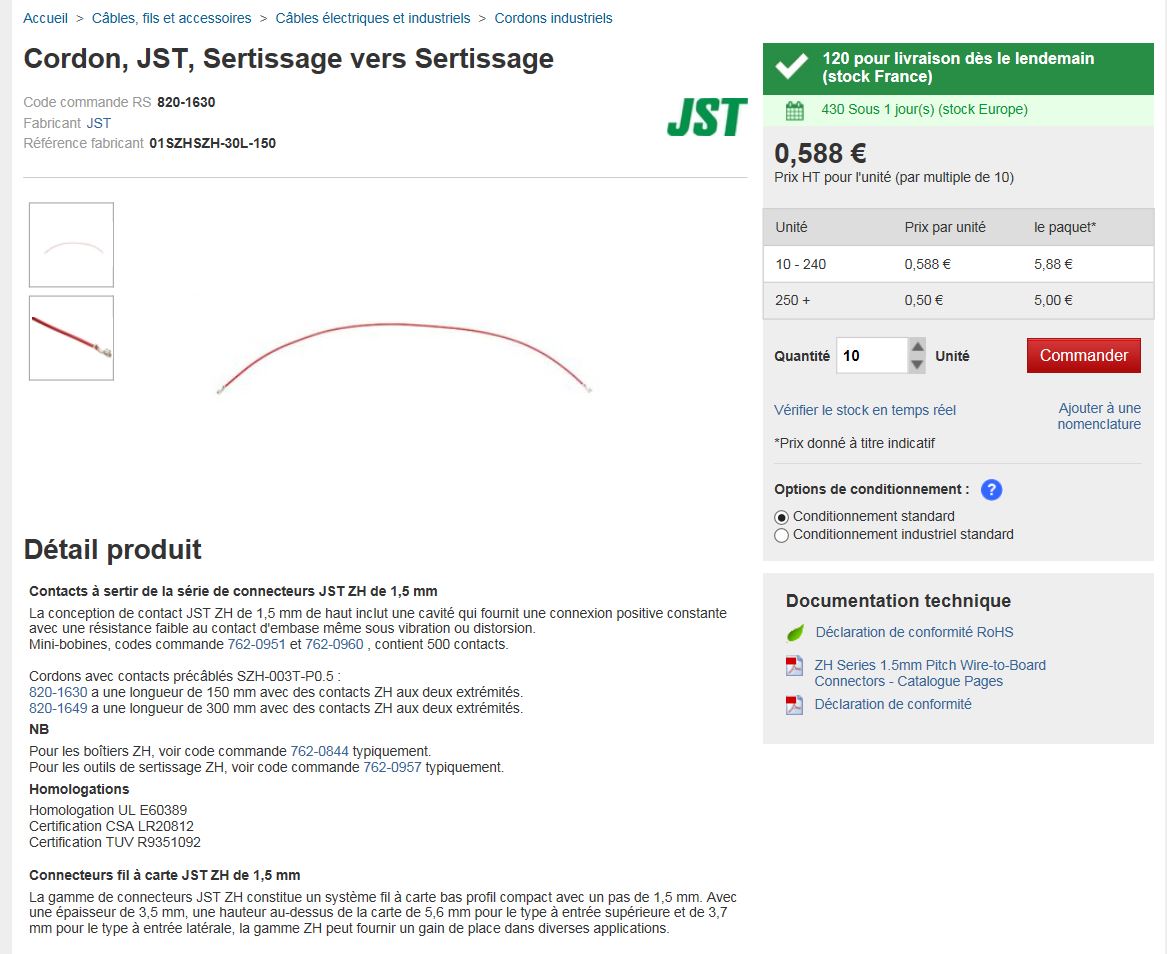 Accueil > Câbles, fils et accessoires > Câbles électriques et industriels > Cordons industriels
Cordon, JST, Sertissage vers Sertissage
Code commande RS 820-1630
Fabricant JST
Référence fabricant 01SZHSZH-30L-150
JST
120 pour livraison dès le lendemain
(stock France)
430 Sous 1 jour(s) (stock Europe)
0,588 €
Prix HT pour l'unité (par multiple de 10)
Unité Prix par unité le paquet*
10 - 240 0,588 € 5,88 €
250 + 0,50 € 5,00 €
Quantité 10 Unité Commander
Vérifier le stock en temps réel
Ajouter à une
nomenclature
*Prix donné à titre indicatif
Options de conditionnement : ?
Conditionnement standard
Conditionnement industriel standard
Détail produit
Contacts à sertir de la série de connecteurs JST ZH de 1,5 mm
La conception de contact JST ZH de 1,5 mm de haut inclut une cavité qui fournit une connexion positive constante
avec une résistance faible au contact d'embase même sous vibration ou distorsion.
Mini-bobines, codes commande 762-0951 et 762-0960 , contient 500 contacts.
Cordons avec contacts précâblés SZH-003T-P0.5 :
820-1630 a une longueur de 150 mm avec des contacts ZH aux deux extrémités.
820-1649 a une longueur de 300 mm avec des contacts ZH aux deux extrémités.
NB
Pour les boîtiers ZH, voir code commande 762-0844 typiquement.
Pour les outils de sertissage ZH, voir code commande 762-0957 typiquement.
Homologations
Homologation UL E60389
Certification CSA LR20812
Certification TUV R9351092
Connecteurs fil à carte JST ZH de 1,5 mm
La gamme de connecteurs JST ZH constitue un système fil à carte bas profil compact avec un pas de 1,5 mm. Avec
une épaisseur de 3,5 mm, une hauteur au-dessus de la carte de 5,6 mm pour le type à entrée supérieure et de 3,7
mm pour le type à entrée latérale, la gamme ZH peut fournir un gain de place dans diverses applications.
Documentation technique
Déclaration de conformité RoHS
ZH Series 1.5mm Pitch Wire-to-Board
Connectors - Catalogue Pages
Déclaration de conformité